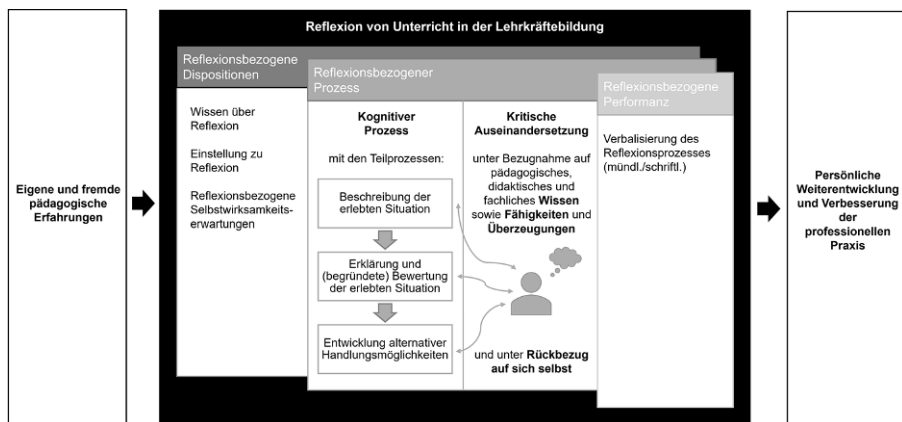 Reflexion von Unterricht in der Lehrkräftebildung
Eigene und fremde
pädagogische
Erfahrungen
Reflexionsbezogene
Dispositionen
Wissen über
Reflexion
Einstellung zu
Reflexion
Reflexionsbezogene
Selbstwirksamkeits-
erwartungen
Reflexionsbezogener
Prozess
Kognitiver
Prozess
mit den Teilprozessen:
Beschreibung der
erlebten Situation
Erklärung und
(begründete) Bewertung
der erlebten Situation
Entwicklung alternativer
Handlungsmöglichkeiten
Kritische
Auseinandersetzung
unter Bezugnahme auf
pädagogisches,
didaktisches und
fachliches Wissen
sowie Fähigkeiten und
Überzeugungen
und unter Rückbezug
auf sich selbst
Reflexionsbezogene
Performanz
Verbalisierung des
Reflexionsprozesses
(mündl./schriftl.)
Persönliche
Weiterentwicklung
und Verbesserung
der
professionellen
Praxis